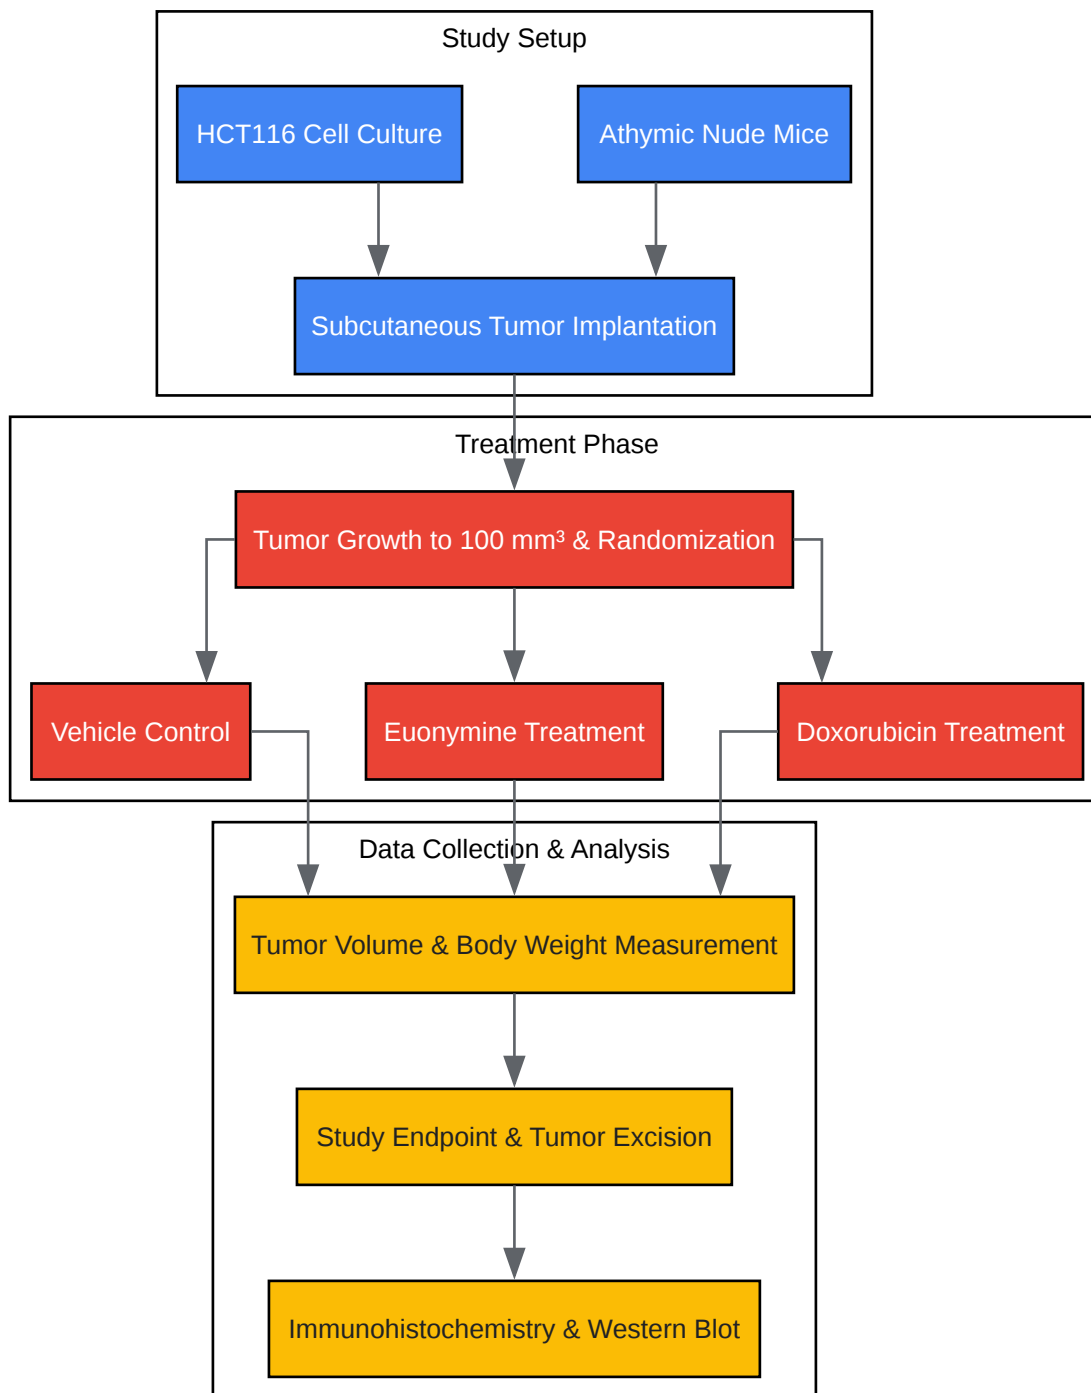 Study Setup
HCT116 Cell Culture
Athymic Nude Mice
Subcutaneous Tumor Implantation
Treatment Phase
Tumor Growth to 100 mm³ & Randomization
Vehicle Control
Euonymine Treatment
Doxorubicin Treatment
Data Collection & Analysis
Tumor Volume & Body Weight Measurement
Study Endpoint & Tumor Excision
Immunohistochemistry & Western Blot